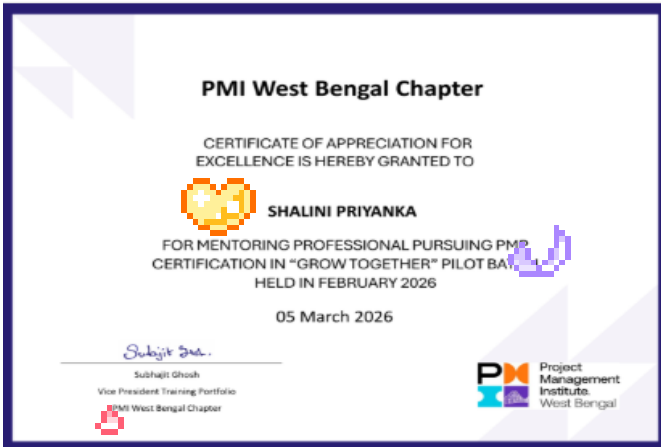 PMI West Bengal Chapter
CERTIFICATE OF APPRECIATION FOR
EXCELLENCE IS HEREBY GRANTED TO
SHALINI PRIYANKA
FOR MENTORING PROFESSIONAL PURSUING PMP
CERTIFICATION IN “GROW TOGETHER” PILOT
HELD IN FEBRUARY 2026
05 March 2026
Subhajit Ghosh
Vice President Training Portfolio
PMI West Bengal Chapter
Project
Management
Institute.
West Bengal